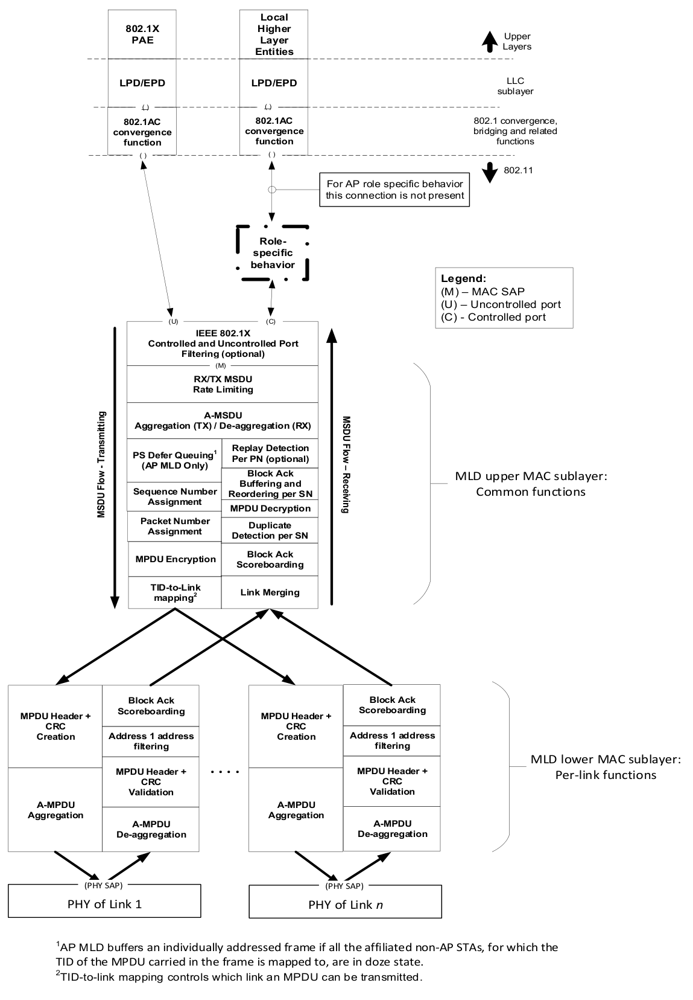 802.1X
PAE
Local
Higher
Layer
Entities
Upper
Layers
LPD/EPD
LPD/EPD
LLC
sublayer
( )
( )
802.1AC
convergence
function
802.1AC
convergence
function
802.1 convergence,
bridging and related
functions
( )
( )
802.11
For AP role specific behavior
this connection is not present
Role-
specific
behavior
Legend:
(M) – MAC SAP
(U) – Uncontrolled port
(C) - Controlled port
(U)
(C)
IEEE 802.1X
Controlled and Uncontrolled Port
Filtering (optional)
(M)
RX/TX MSDU
Rate Limiting
A-MSDU
Aggregation (TX) / De-aggregation (RX)
MSDU Flow - Transmitting
PS Defer Queuing¹
(AP MLD Only)
Sequence Number
Assignment
Packet Number
Assignment
MPDU Encryption
TID-to-Link
mapping²
Replay Detection
Per PN (optional)
Block Ack
Buffering and
Reordering per SN
MPDU Decryption
Duplicate
Detection per SN
Block Ack
Scoreboarding
Link Merging
MSDU Flow – Receiving
MLD upper MAC sublayer:
Common functions
MPDU Header +
CRC
Creation
A-MPDU
Aggregation
Block Ack
Scoreboarding
Address 1 address
filtering
MPDU Header +
CRC
Validation
A-MPDU
De-aggregation
. . . .
MPDU Header +
CRC
Creation
A-MPDU
Aggregation
Block Ack
Scoreboarding
Address 1 address
filtering
MPDU Header +
CRC
Validation
A-MPDU
De-aggregation
MLD lower MAC sublayer:
Per-link functions
(PHY SAP)
PHY of Link 1
(PHY SAP)
PHY of Link n
¹AP MLD buffers an individually addressed frame if all the affiliated non-AP STAs, for which the
TID of the MPDU carried in the frame is mapped to, are in doze state.
²TID-to-link mapping controls which link an MPDU can be transmitted.